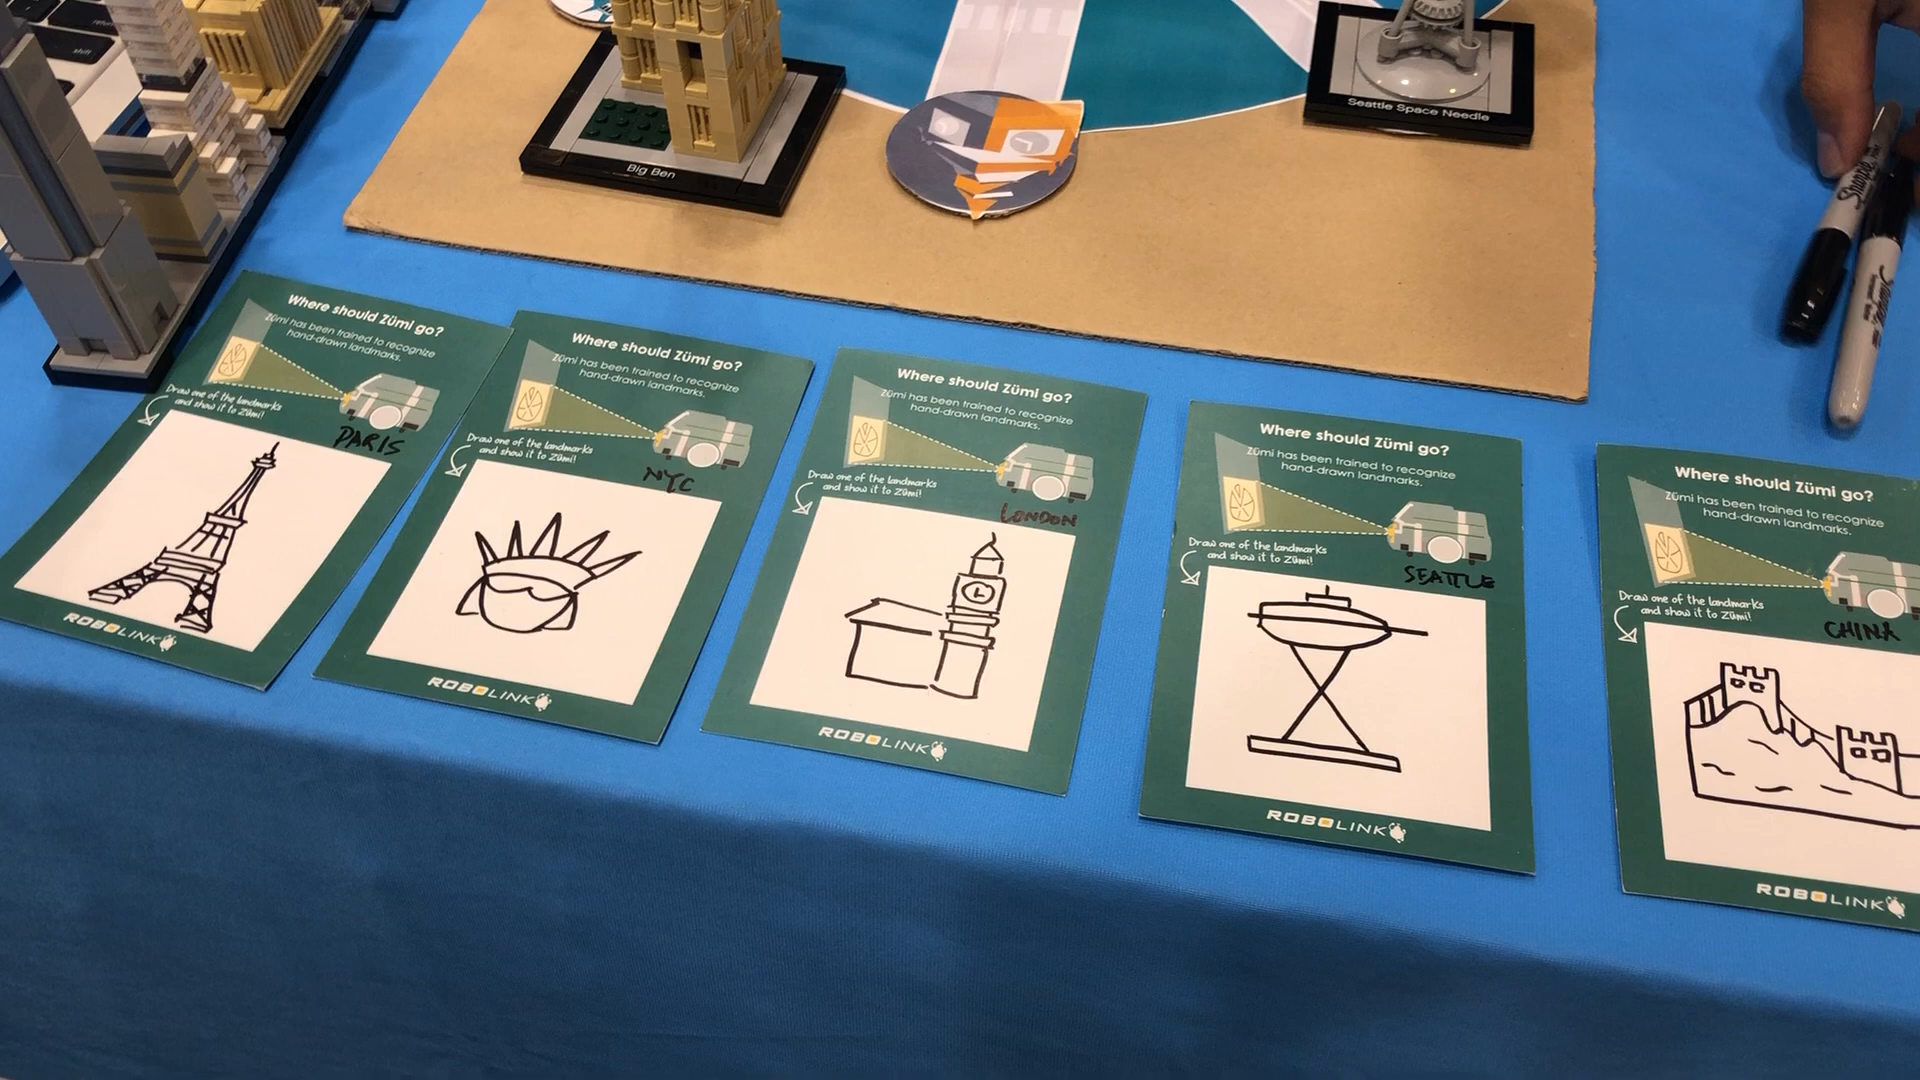 return
shift
Big Ben
Seattle Space Needle
Sharpie
Sharpie
Where should Zümi go?
Zümi has been trained to recognize
hand-drawn landmarks.
Draw one of the landmarks
and show it to Zümi!
PARIS
ROBOLINK
Where should Zümi go?
Zümi has been trained to recognize
hand-drawn landmarks.
Draw one of the landmarks
and show it to Zümi!
NYC
ROBOLINK
Where should Zümi go?
Zümi has been trained to recognize
hand-drawn landmarks.
Draw one of the landmarks
and show it to Zümi!
LONDON
ROBOLINK
Where should Zümi go?
Zümi has been trained to recognize
hand-drawn landmarks.
Draw one of the landmarks
and show it to Zümi!
SEATTLE
ROBOLINK
Where should Zümi go?
Zümi has been trained to recognize
hand-drawn landmarks.
Draw one of the landmarks
and show it to Zümi!
CHINA
ROBOLINK